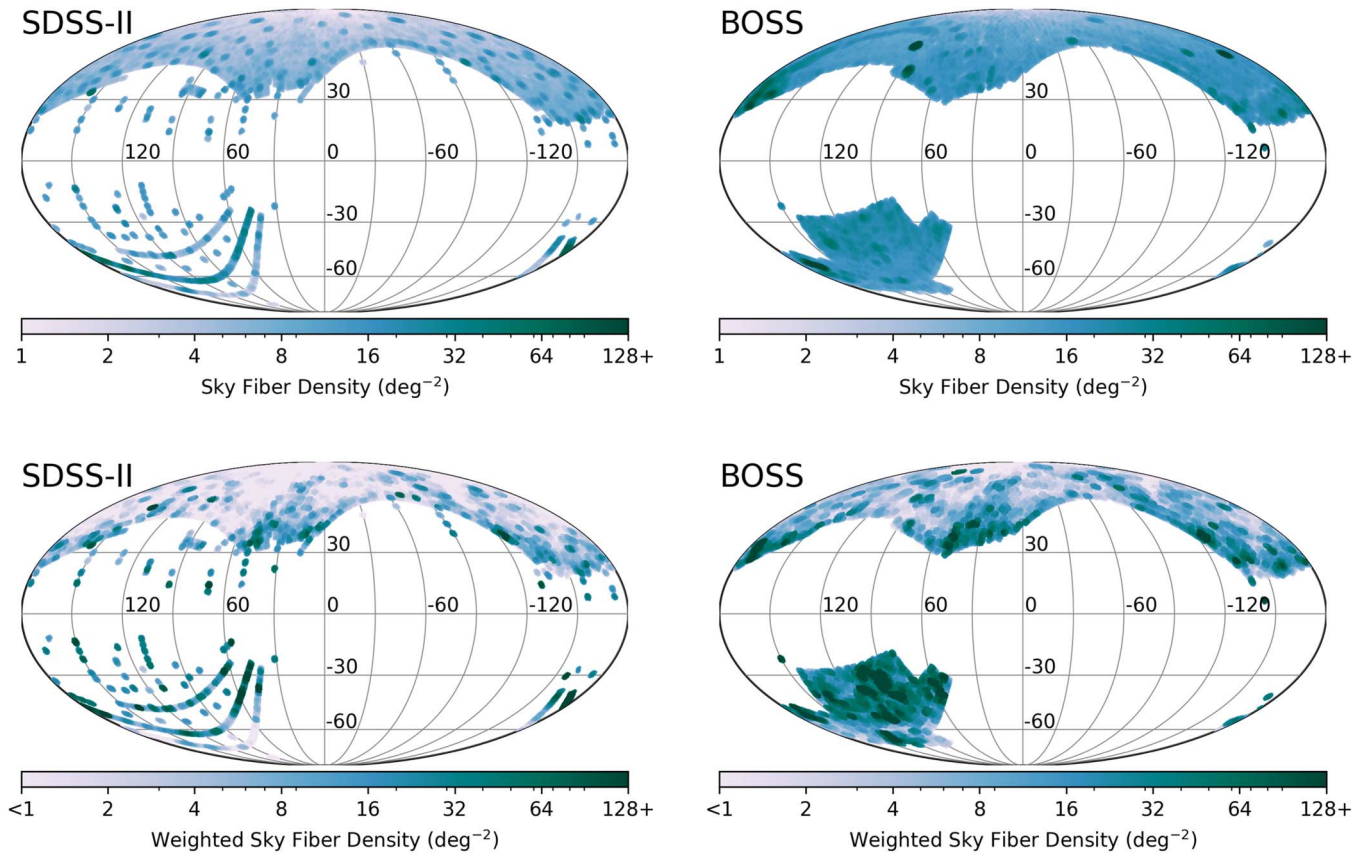 SDSS-II
BOSS
30
30
120 60 0 -60 -120
120 60 0 -60 -120
-30
-30
-60
-60
1 2 4 8 16 32 64 128+
1 2 4 8 16 32 64 128+
Sky Fiber Density (deg⁻²)
Sky Fiber Density (deg⁻²)
SDSS-II
BOSS
30
30
120 60 0 -60 -120
120 60 0 -60 -120
-30
-30
-60
-60
<1 2 4 8 16 32 64 128+
<1 2 4 8 16 32 64 128+
Weighted Sky Fiber Density (deg⁻²)
Weighted Sky Fiber Density (deg⁻²)